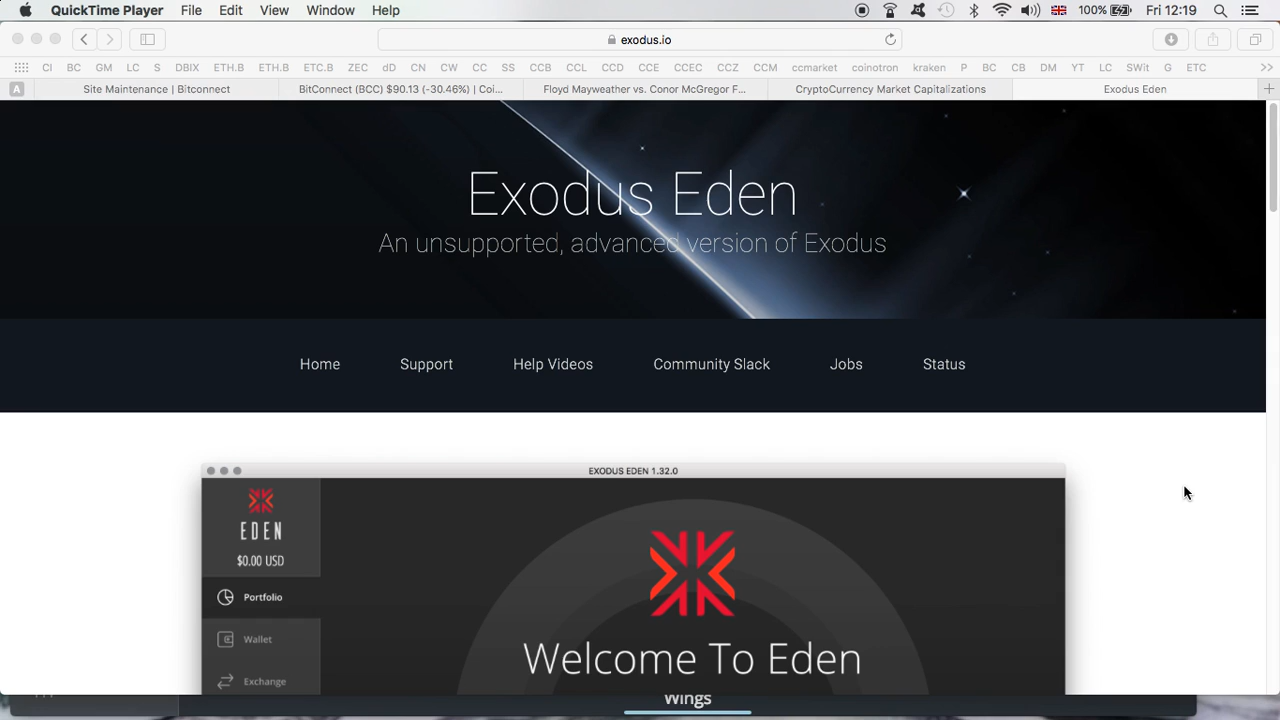 QuickTime Player File Edit View Window Help 100% Fri 12:19
exodus.io
CI BC GM LC S DBIX ETH.B ETH.B ETC.B ZEC dD CN CW CC SS CCB CCL CCD CCE CCEC CCZ CCM ccmarket coinotron kraken P BC CB DM YT LC SWit G ETC >>
A Site Maintenance | Bitconnect BitConnect (BCC) $90.13 (-30.46%) | Coi... Floyd Mayweather vs. Conor McGregor F... CryptoCurrency Market Capitalizations Exodus Eden +
Exodus Eden
An unsupported, advanced version of Exodus
Home Support Help Videos Community Slack Jobs Status
EXODUS EDEN 1.32.0
EDEN
$0.00 USD
Portfolio
Welcome To Eden
Wallet
Exchange
Wings